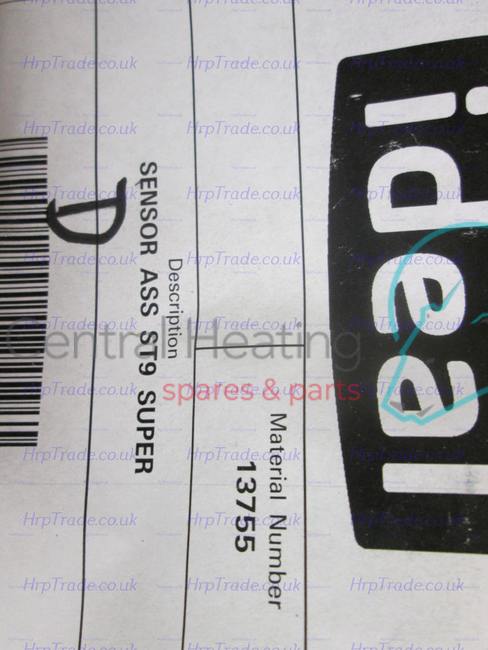 ideal
Material Number
13755
Description
SENSOR ASS ST9 SUPER
D
Central Heating
spares & parts
HrpTrade.co.uk